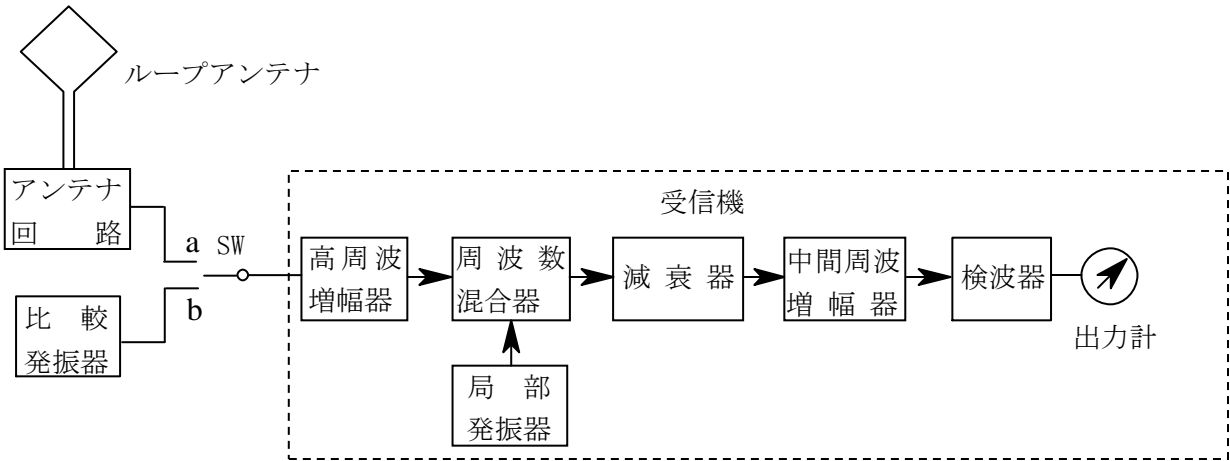 ループアンテナ
アンテナ
回 路
a SW
b
比 較
発振器
受信機
高周波
増幅器
周 波 数
混合器
減 衰 器
中間周波
増 幅 器
検波器
出力計
局 部
発振器